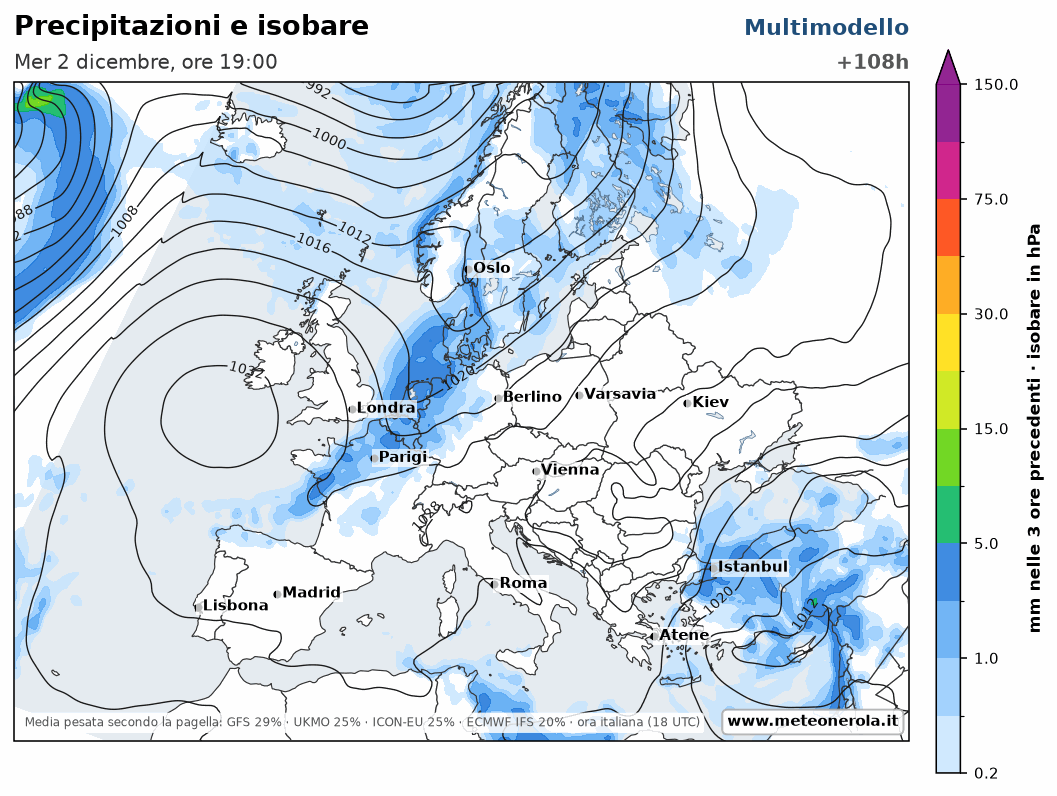 Precipitazioni e isobare
Multimodello
Mer 2 dicembre, ore 19:00
+108h
992
1000
1008
1012
1016
88
Oslo
1032
1020
Londra
Berlino
Varsavia
Kiev
Parigi
Vienna
1028
Istanbul
Roma
Madrid
Lisbona
1020
1012
Atene
Media pesata secondo la pagella: GFS 29% · UKMO 25% · ICON-EU 25% · ECMWF IFS 20% · ora italiana (18 UTC)
www.meteonerola.it
150.0
75.0
30.0
15.0
5.0
1.0
0.2
mm nelle 3 ore precedenti · isobare in hPa